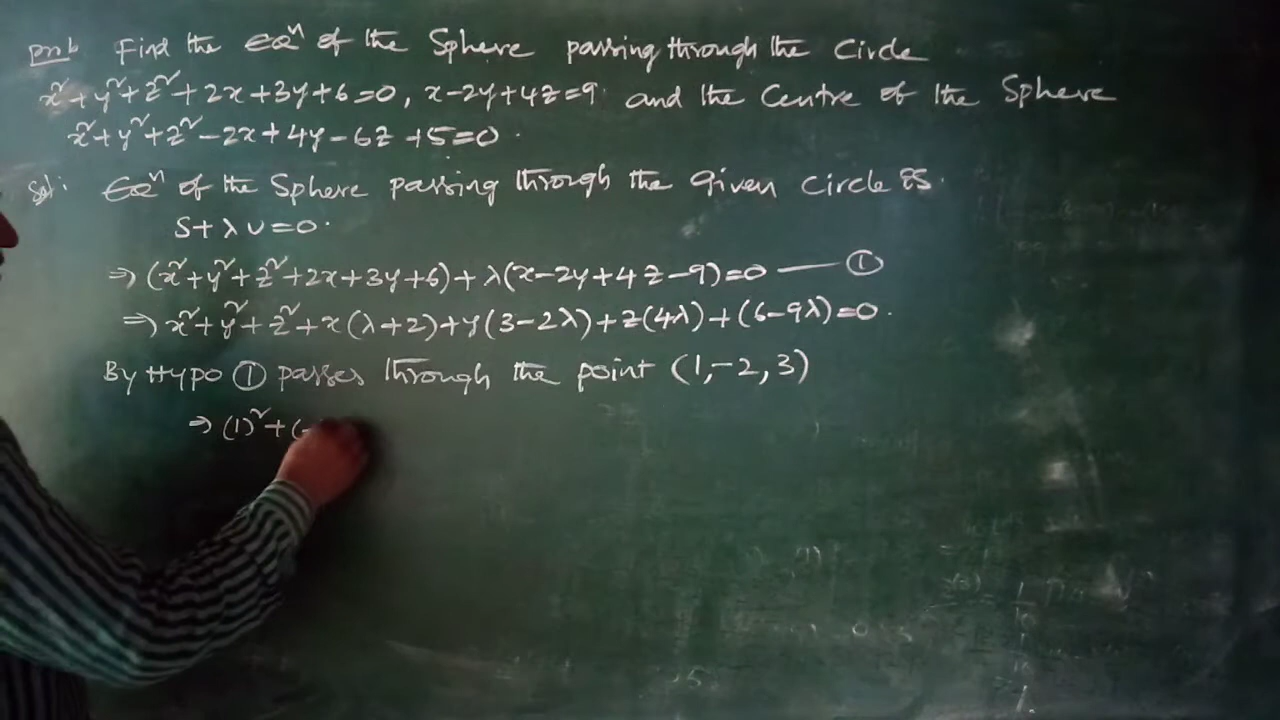 Prob Find the EQⁿ of the Sphere passing through the Circle
x²+y²+z²+2x+3y+6=0, x-2y+4z=9 and the Centre of the Sphere
x²+y²+z²-2x+4y-6z+5=0.
Sol: EQⁿ of the Sphere passing through the Given Circle is.
S+λU=0.
⇒(x²+y²+z²+2x+3y+6)+λ(x-2y+4z-9)=0 — ①
⇒x²+y²+z²+x(λ+2)+y(3-2λ)+z(4λ)+(6-9λ)=0.
By Hypo ① passes through the point (1,-2,3)
⇒(1)²+(-